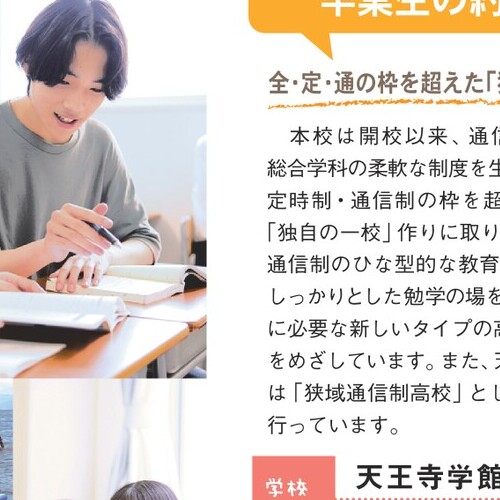 卒業生の
全・定・通の枠を超えた「
本校は開校以来、通
総合学科の柔軟な制度を
定時制・通信制の枠を
「独自の一校」作りに取り
通信制のひな型的な教育
しっかりとした勉学の場を
に必要な新しいタイプの
をめざしています。また、
は「狭域通信制高校」と
行っています。
学校
天王寺学館